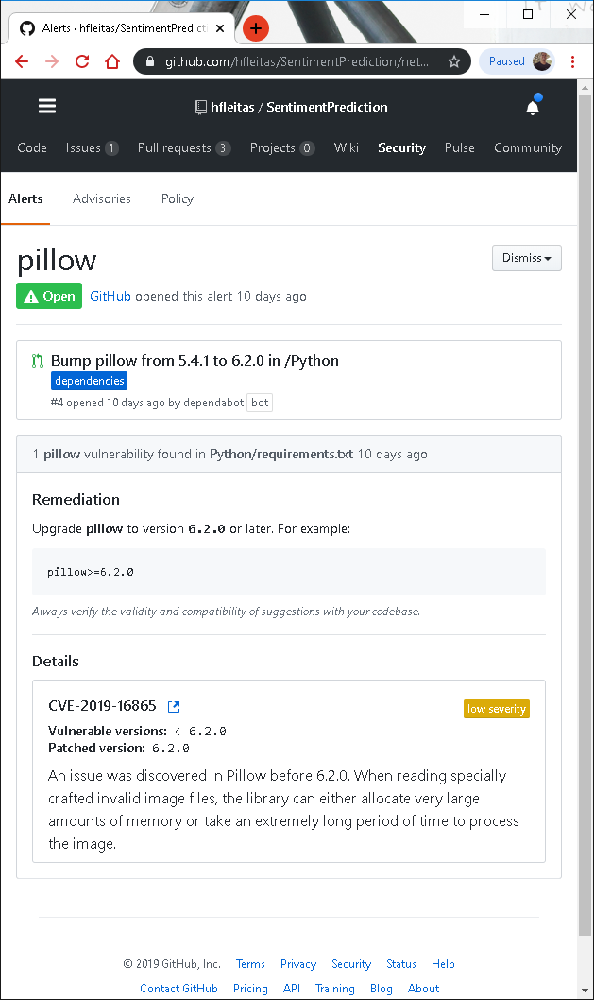 Alerts · hfleitas/SentimentPredicti
github.com/hfleitas/SentimentPrediction/net...
Paused
hfleitas / SentimentPrediction
Code Issues 1 Pull requests 3 Projects 0 Wiki Security Pulse Community
Alerts Advisories Policy
pillow
Dismiss
Open GitHub opened this alert 10 days ago
Bump pillow from 5.4.1 to 6.2.0 in /Python
dependencies
#4 opened 10 days ago by dependabot bot
1 pillow vulnerability found in Python/requirements.txt 10 days ago
Remediation
Upgrade pillow to version 6.2.0 or later. For example:
pillow>=6.2.0
Always verify the validity and compatibility of suggestions with your codebase.
Details
CVE-2019-16865 low severity
Vulnerable versions: < 6.2.0
Patched version: 6.2.0
An issue was discovered in Pillow before 6.2.0. When reading specially
crafted invalid image files, the library can either allocate very large
amounts of memory or take an extremely long period of time to process
the image.
© 2019 GitHub, Inc. Terms Privacy Security Status Help
Contact GitHub Pricing API Training Blog About